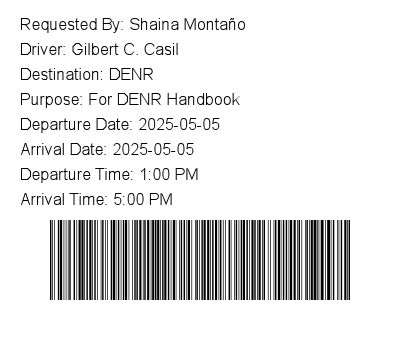 Requested By: Shaina Montaño
Driver: Gilbert C. Casil
Destination: DENR
Purpose: For DENR Handbook
Departure Date: 2025-05-05
Arrival Date: 2025-05-05
Departure Time: 1:00 PM
Arrival Time: 5:00 PM